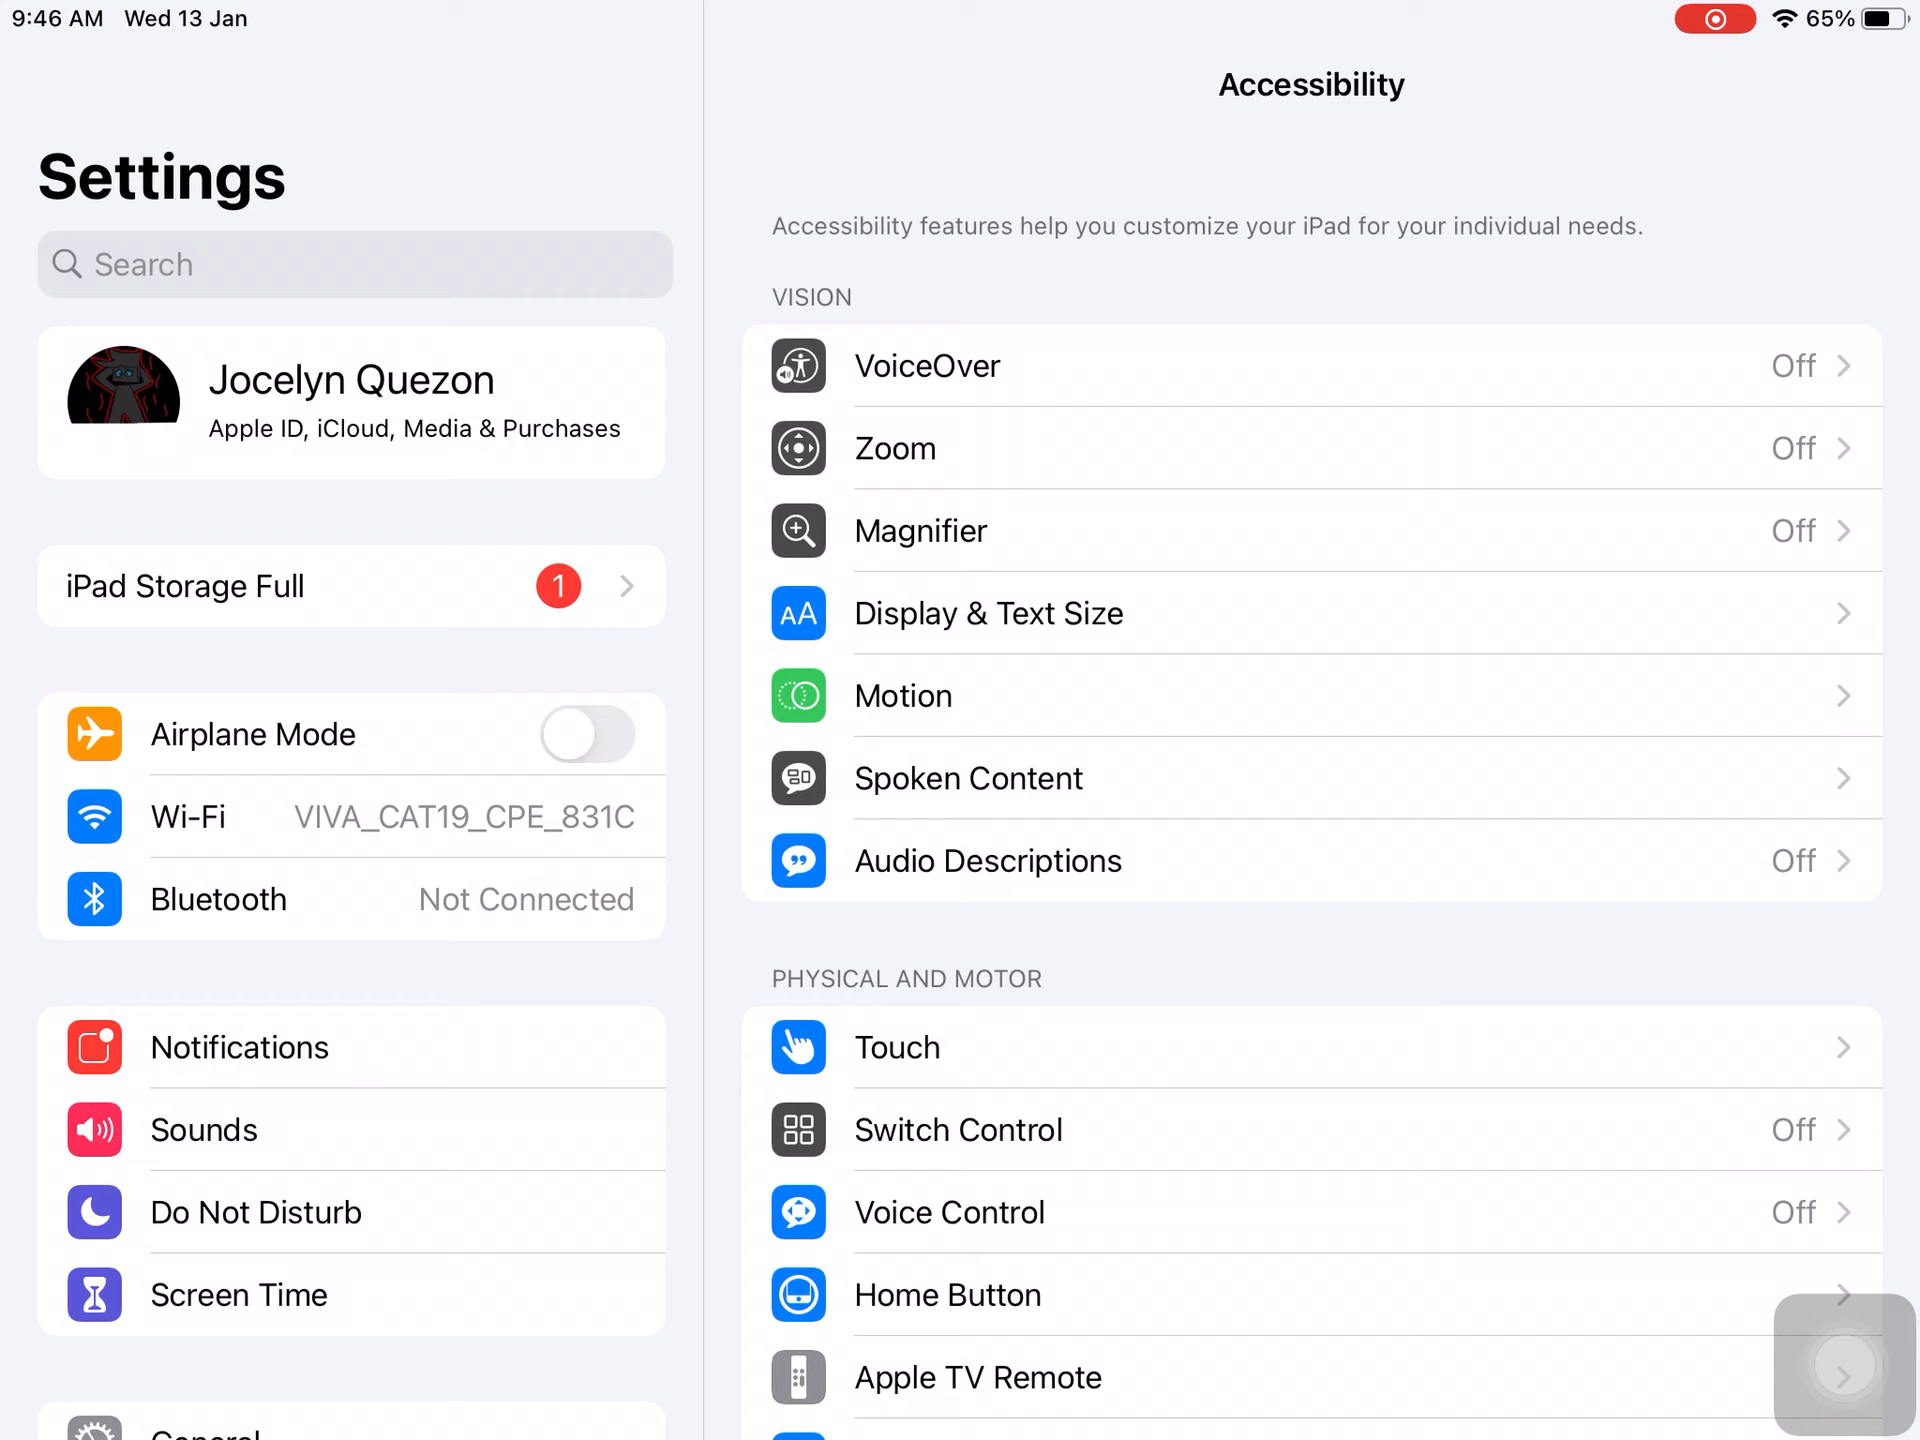 9:46 AM Wed 13 Jan
65%
Settings
Search
Jocelyn Quezon
Apple ID, iCloud, Media & Purchases
iPad Storage Full 1
Airplane Mode
Wi-Fi VIVA_CAT19_CPE_831C
Bluetooth Not Connected
Notifications
Sounds
Do Not Disturb
Screen Time
General
Accessibility
Accessibility features help you customize your iPad for your individual needs.
VISION
VoiceOver Off
Zoom Off
Magnifier Off
AA Display & Text Size
Motion
Spoken Content
Audio Descriptions Off
PHYSICAL AND MOTOR
Touch
Switch Control Off
Voice Control Off
Home Button
Apple TV Remote